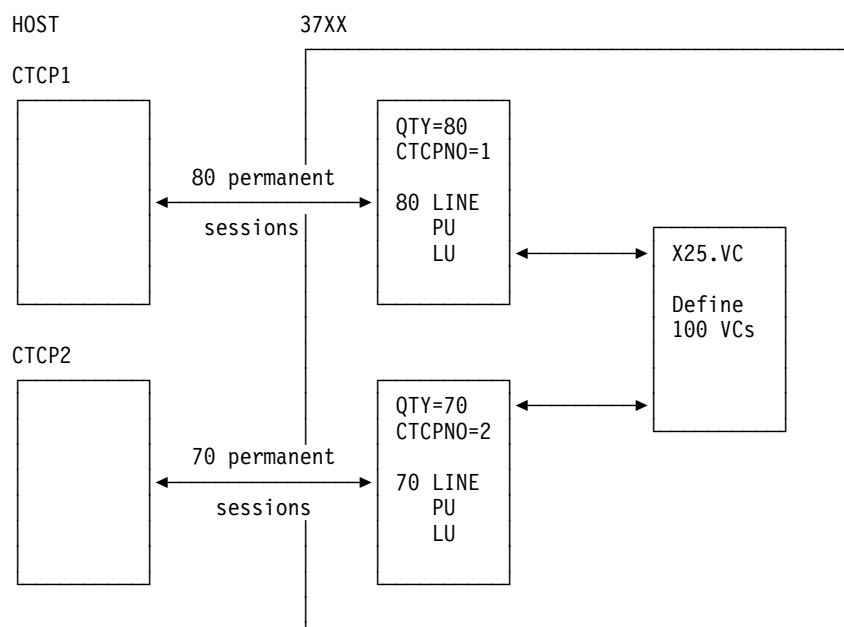 HOST 37XX
CTCP1
QTY=80
CTCPNO=1
80 permanent
sessions
80 LINE
PU
LU
X25.VC
Define
100 VCs
CTCP2
QTY=70
CTCPNO=2
70 permanent
sessions
70 LINE
PU
LU